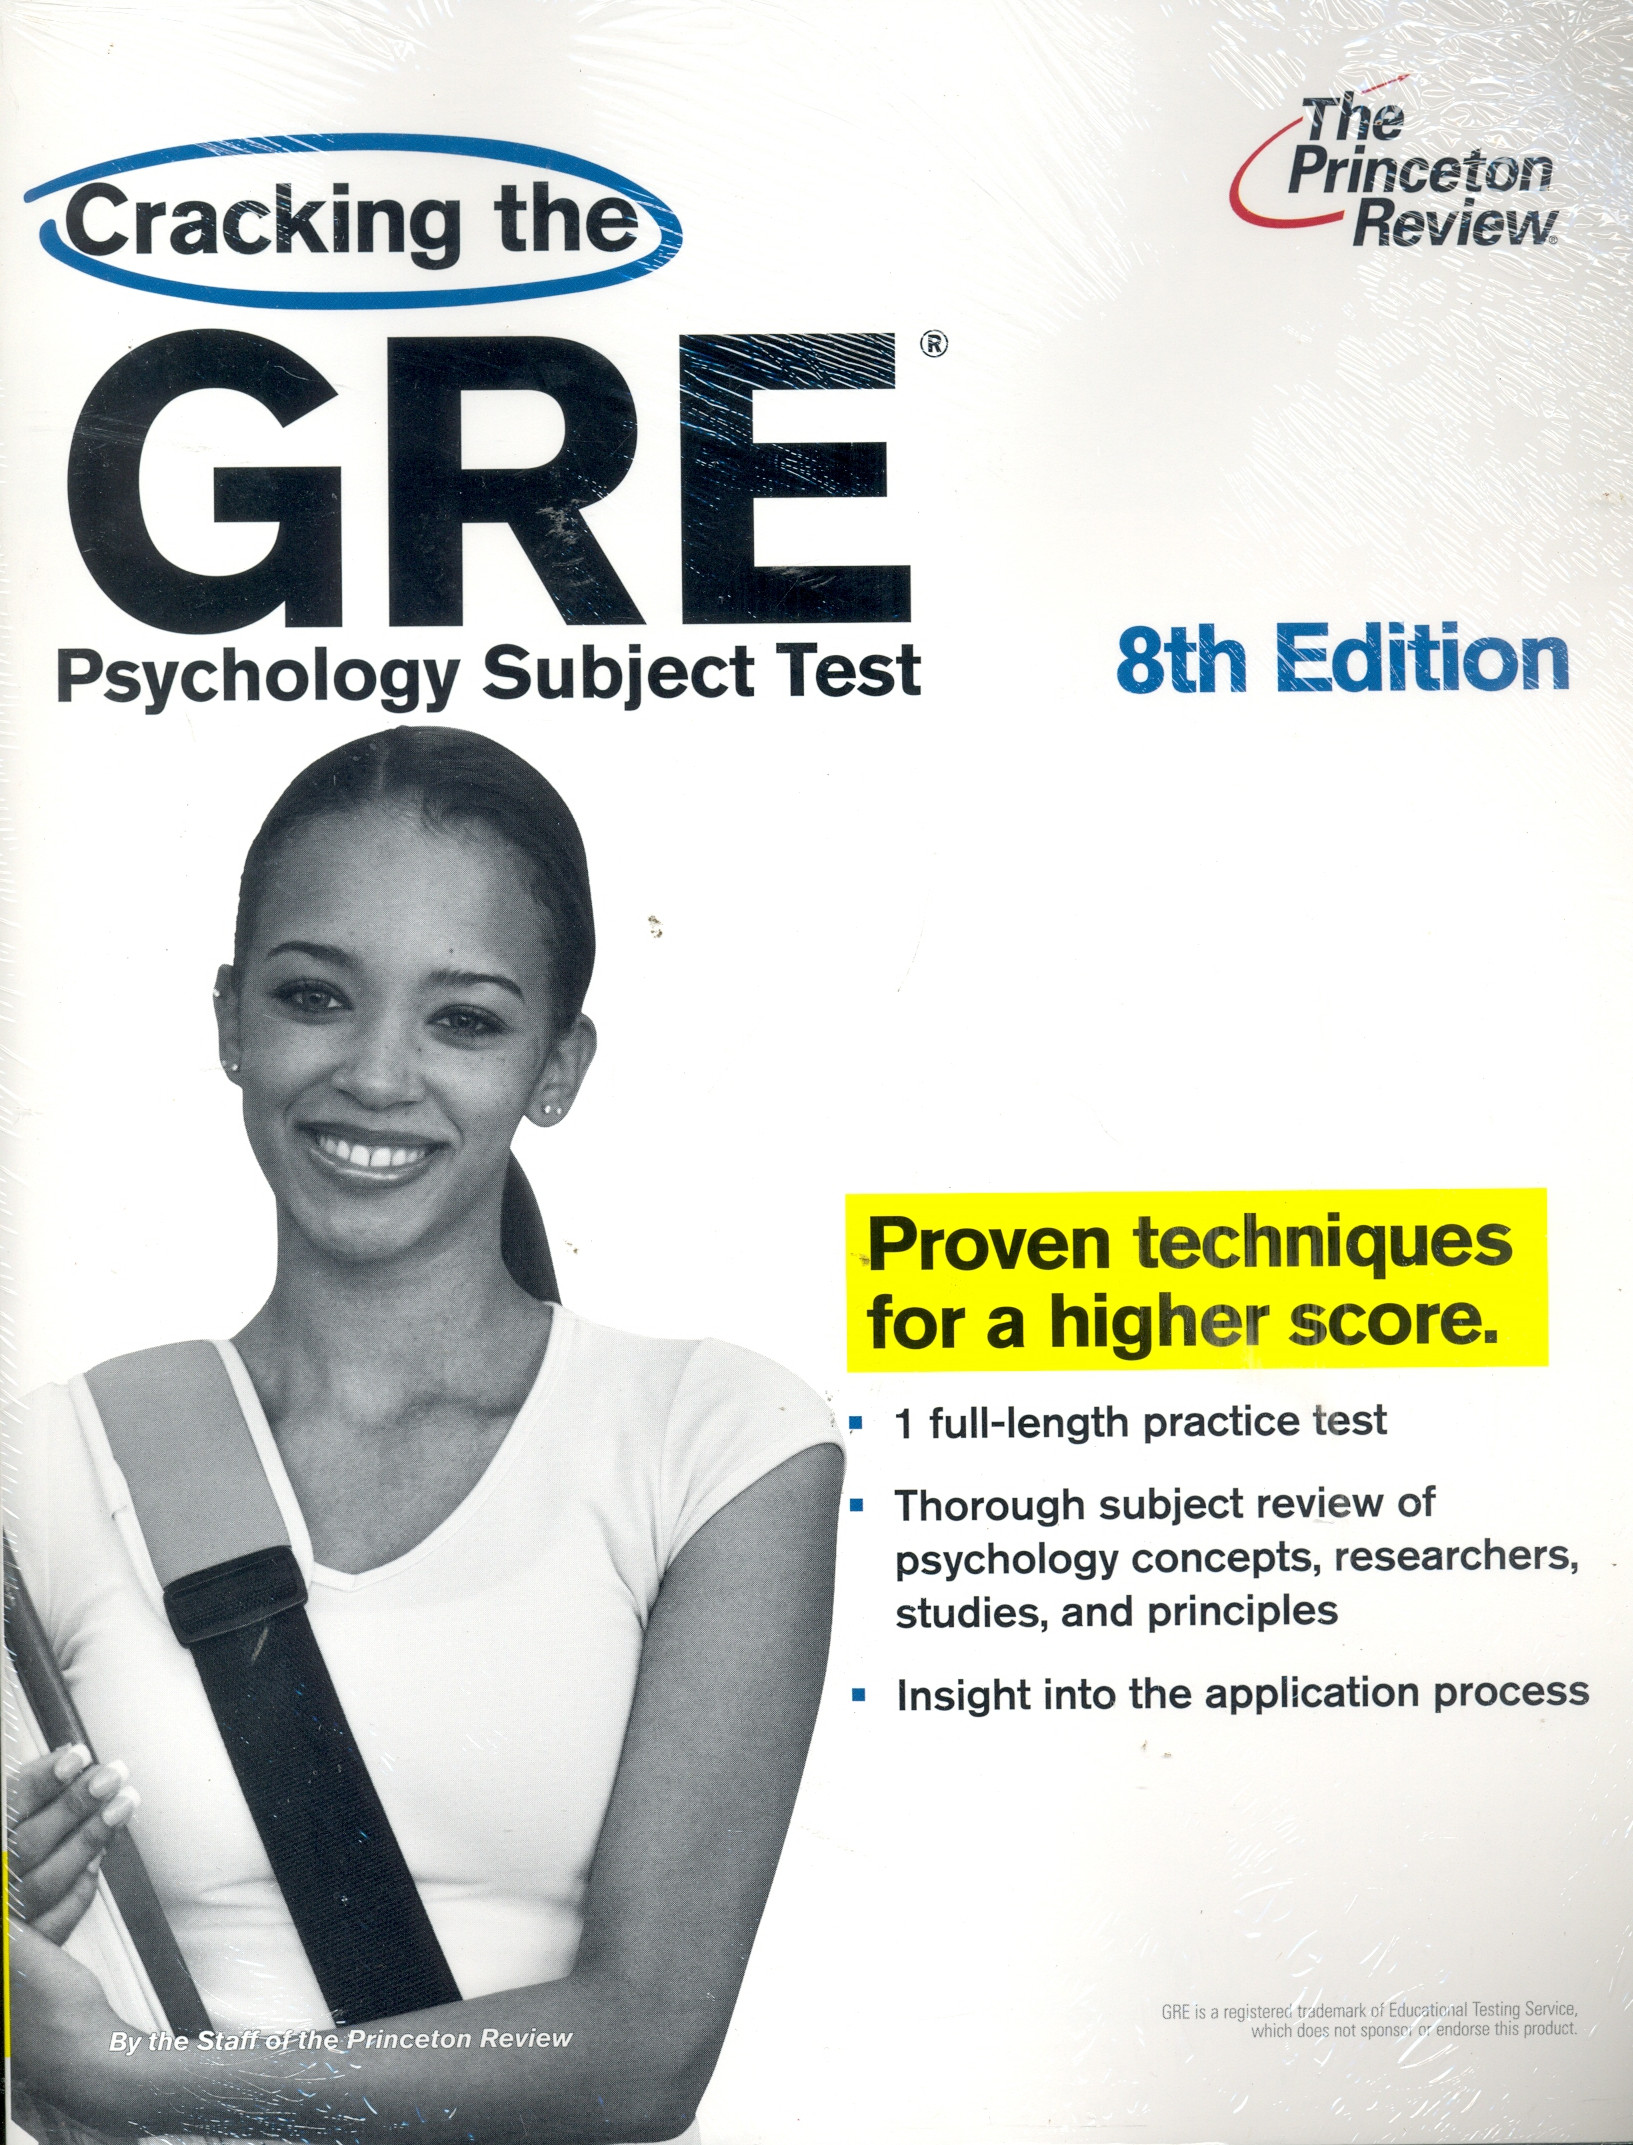 Cracking the
The
Princeton
Review®
GRE®
Psychology Subject Test
8th Edition
Proven techniques
for a higher score.
▪ 1 full-length practice test
▪ Thorough subject review of
psychology concepts, researchers,
studies, and principles
▪ Insight into the application process
By the Staff of the Princeton Review
GRE is a registered trademark of Educational Testing Service,
which does not sponsor or endorse this product.